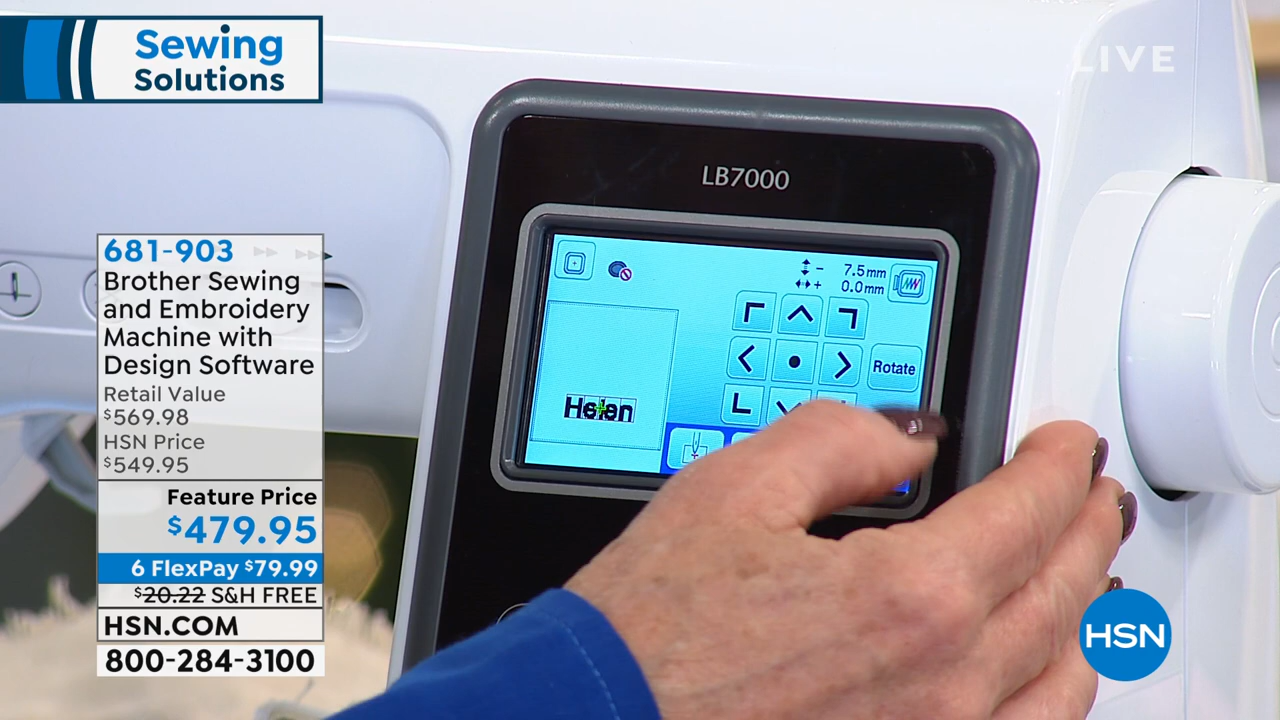 Sewing
Solutions
LIVE
LB7000
7.5mm
0.0mm
Rotate
Helen
681-903
Brother Sewing
and Embroidery
Machine with
Design Software
Retail Value
$569.98
HSN Price
$549.95
Feature Price
$479.95
6 FlexPay $79.99
$20.22 S&H FREE
HSN.COM
800-284-3100
HSN